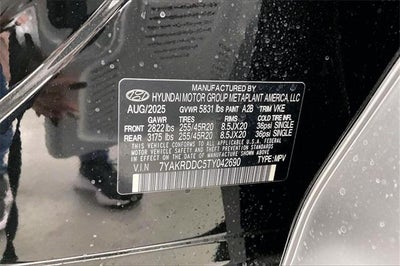 MANUFACTURED BY
HYUNDAI MOTOR GROUP METAPLANT AMERICA, LLC
AUG/2025 GVWR 5831 lbs PAINT A2B TRIM VKE
GAWR TIRES RIMS COLD TIRE INFL.
FRONT 2822 lbs 255/45R20 8.5JX20 36psi SINGLE
REAR 3175 lbs 255/45R20 8.5JX20 36psi SINGLE
THIS VEHICLE CONFORMS TO ALL APPLICABLE
U.S. FEDERAL MOTOR VEHICLE SAFETY
AND THEFT PREVENTION STANDARDS IN EFFECT ON
THE DATE OF MANUFACTURE SHOWN ABOVE.
V.I.N 7YAKRDDC5TY042690 TYPE: MPV